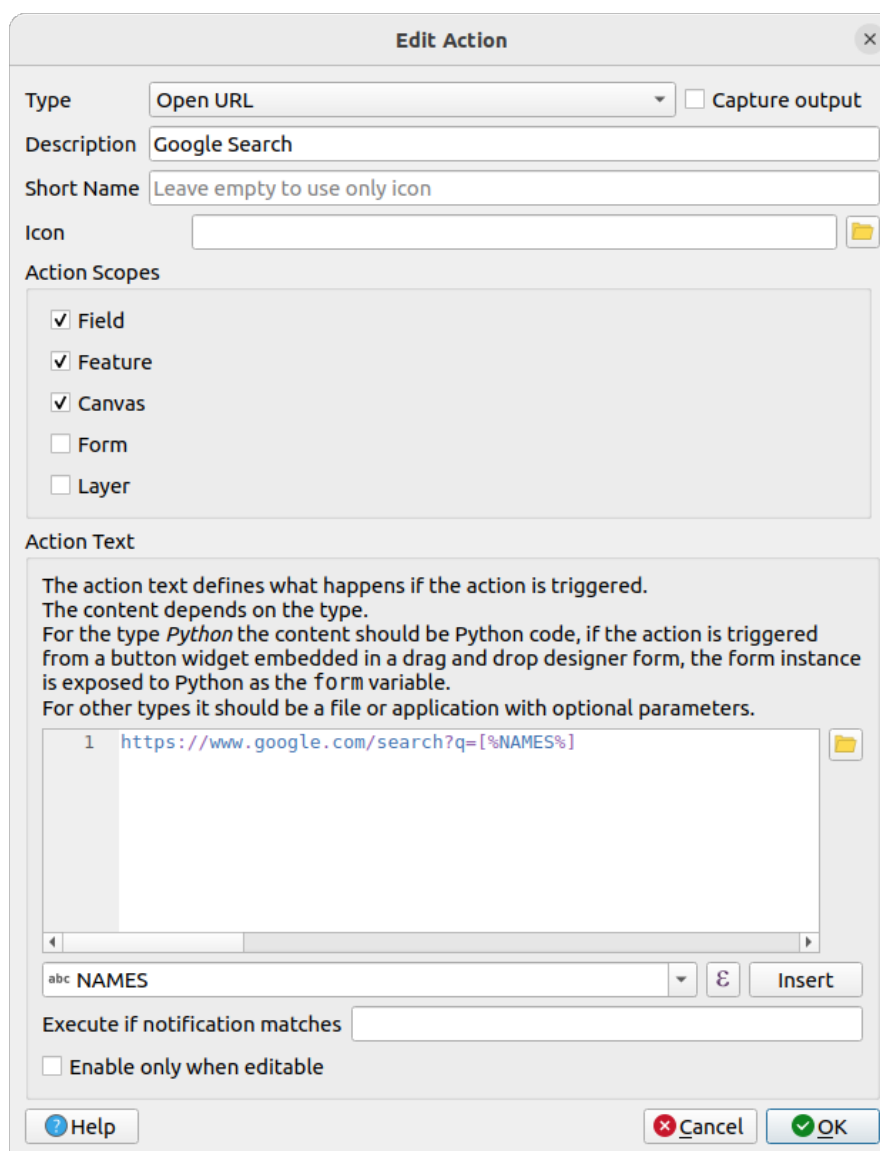 Edit Action
Type Open URL Capture output
Description Google Search
Short Name Leave empty to use only icon
Icon
Action Scopes
Field
Feature
Canvas
Form
Layer
Action Text
The action text defines what happens if the action is triggered.
The content depends on the type.
For the type Python the content should be Python code, if the action is triggered
from a button widget embedded in a drag and drop designer form, the form instance
is exposed to Python as the form variable.
For other types it should be a file or application with optional parameters.
1 https://www.google.com/search?q=[%NAMES%]
abc NAMES ε Insert
Execute if notification matches
Enable only when editable
Help Cancel OK